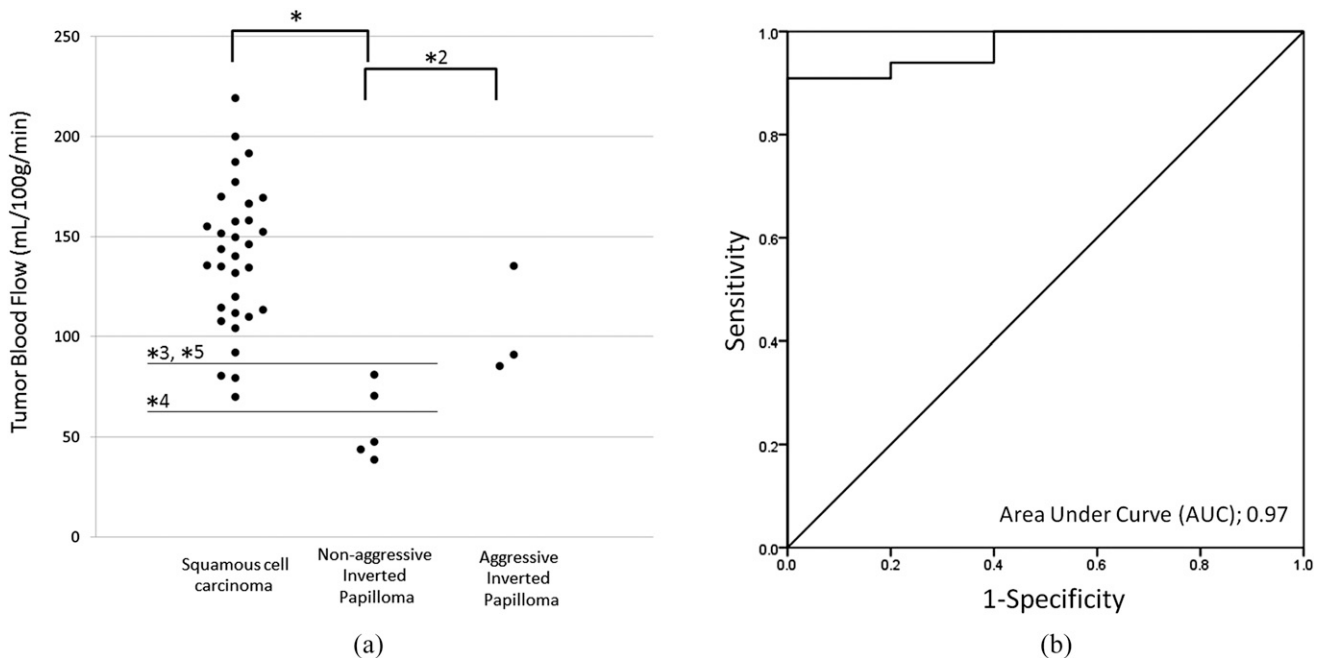 *
*2
250
200
150
100
50
0
Tumor Blood Flow (mL/100g/min)
*3, *5
*4
Squamous cell
carcinoma
Non-aggressive
Inverted
Papilloma
Aggressive
Inverted
Papilloma
(a)
1.0
0.8
0.6
0.4
0.2
0.0
Sensitivity
Area Under Curve (AUC); 0.97
0.0 0.2 0.4 0.6 0.8 1.0
1-Specificity
(b)